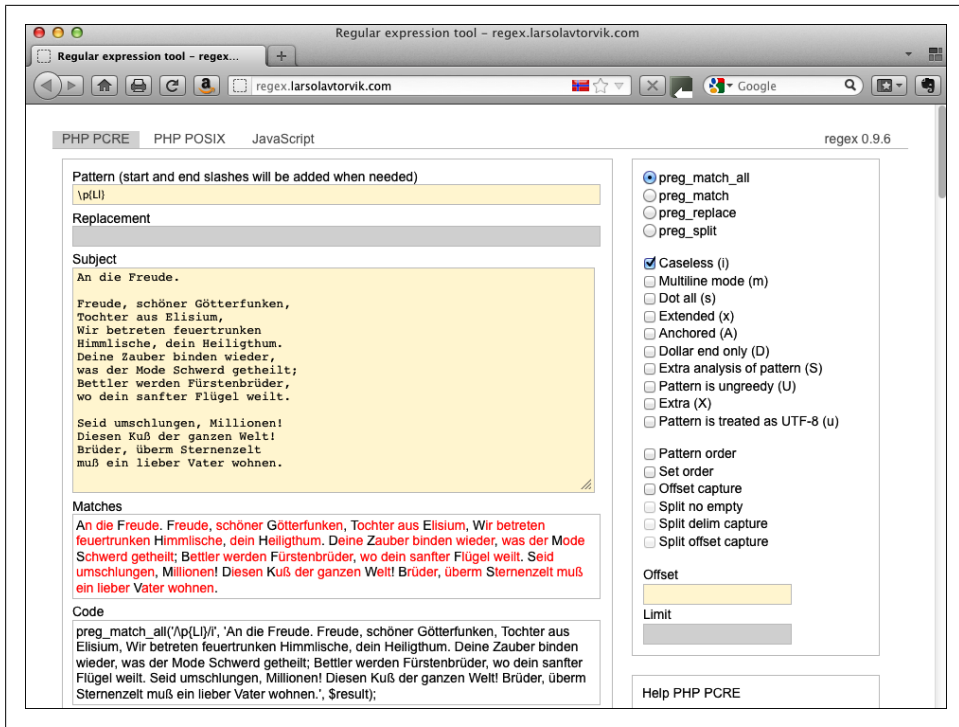 Regular expression tool – regex.larsolavtorvik.com
Regular expression tool – regex...
+
regex.larsolavtorvik.com
Google
PHP PCRE
PHP POSIX
JavaScript
regex 0.9.6
Pattern (start and end slashes will be added when needed)
\p{Ll}
Replacement
Subject
An die Freude.
Freude, schöner Götterfunken,
Tochter aus Elisium,
Wir betreten feuertrunken
Himmlische, dein Heiligthum.
Deine Zauber binden wieder,
was der Mode Schwerd getheilt;
Bettler werden Fürstenbrüder,
wo dein sanfter Flügel weilt.
Seid umschlungen, Millionen!
Diesen Kuß der ganzen Welt!
Brüder, überm Sternenzelt
muß ein lieber Vater wohnen.
Matches
An die Freude. Freude, schöner Götterfunken, Tochter aus Elisium, Wir betreten
feuertrunken Himmlische, dein Heiligthum. Deine Zauber binden wieder, was der Mode
Schwerd getheilt; Bettler werden Fürstenbrüder, wo dein sanfter Flügel weilt. Seid
umschlungen, Millionen! Diesen Kuß der ganzen Welt! Brüder, überm Sternenzelt muß
ein lieber Vater wohnen.
Code
preg_match_all('/\p{Ll}/i', 'An die Freude. Freude, schöner Götterfunken, Tochter aus
Elisium, Wir betreten feuertrunken Himmlische, dein Heiligthum. Deine Zauber binden
wieder, was der Mode Schwerd getheilt; Bettler werden Fürstenbrüder, wo dein sanfter
Flügel weilt. Seid umschlungen, Millionen! Diesen Kuß der ganzen Welt! Brüder, überm
Sternenzelt muß ein lieber Vater wohnen.', $result);
preg_match_all
preg_match
preg_replace
preg_split
Caseless (i)
Multiline mode (m)
Dot all (s)
Extended (x)
Anchored (A)
Dollar end only (D)
Extra analysis of pattern (S)
Pattern is ungreedy (U)
Extra (X)
Pattern is treated as UTF-8 (u)
Pattern order
Set order
Offset capture
Split no empty
Split delim capture
Split offset capture
Offset
Limit
Help PHP PCRE